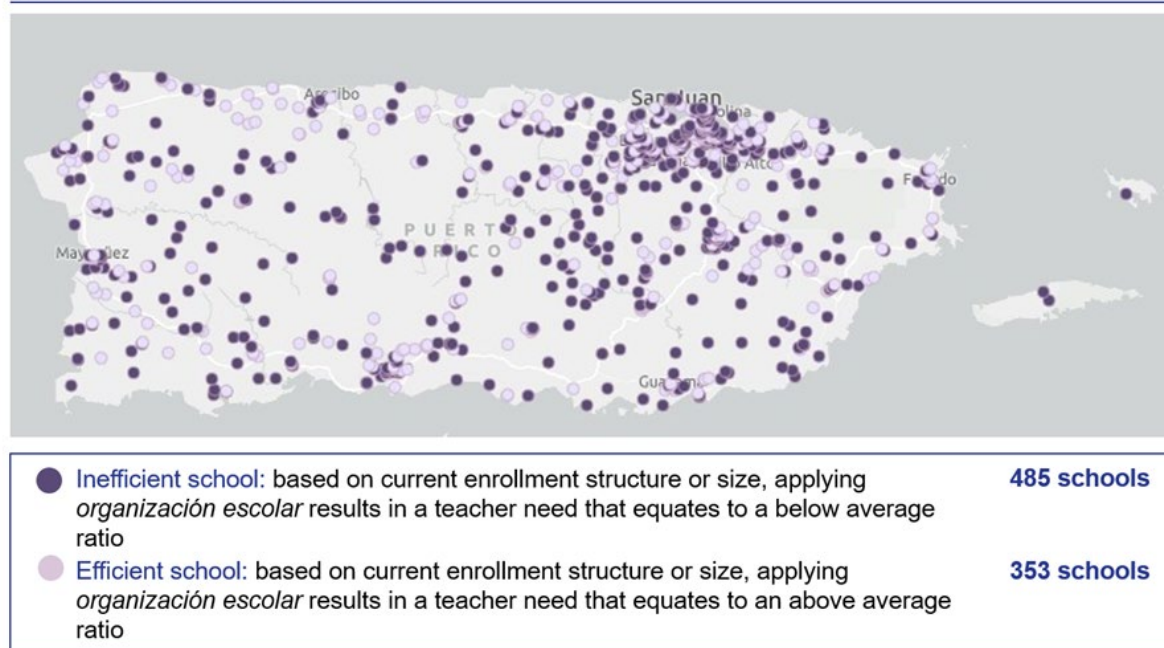 Arecibo
San Juan
Carolina
Trujillo Alto
Fajardo
PUERTO
RICO
Mayagüez
Guayama
Inefficient school: based on current enrollment structure or size, applying
organización escolar results in a teacher need that equates to a below average
ratio
485 schools
Efficient school: based on current enrollment structure or size, applying
organización escolar results in a teacher need that equates to an above average
ratio
353 schools